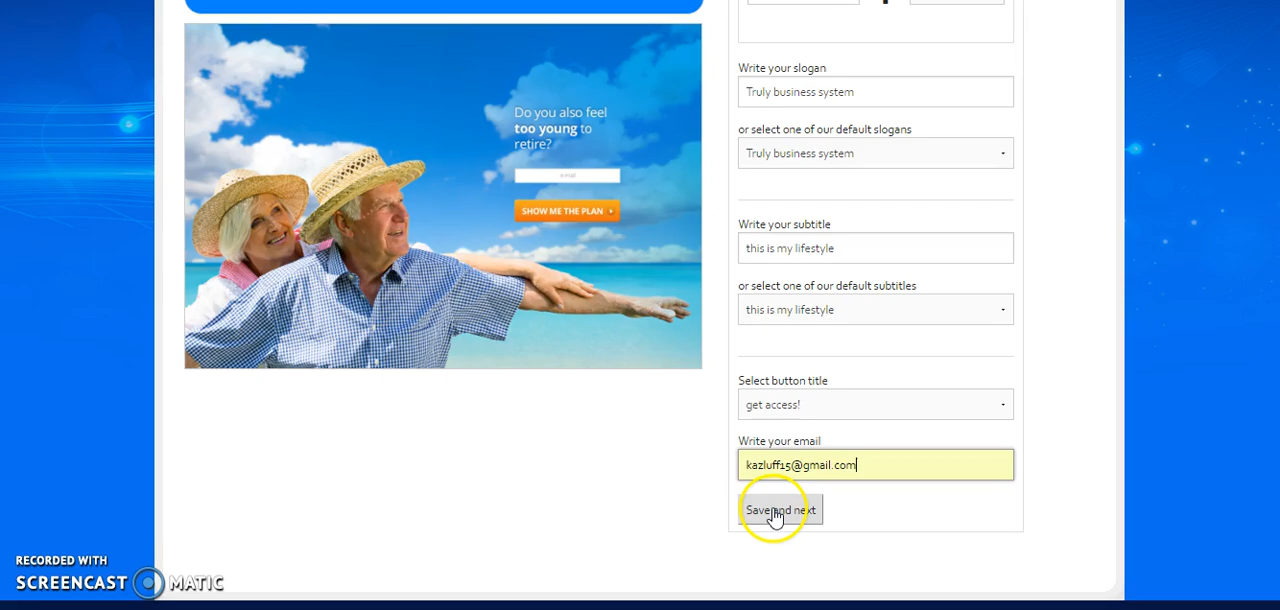 Do you also feel
too young to
retire?
e-mail
SHOW ME THE PLAN
Write your slogan
Truly business system
or select one of our default slogans
Truly business system
Write your subtitle
this is my lifestyle
or select one of our default subtitles
this is my lifestyle
Select button title
get access!
Write your email
kazluff15@gmail.com
Save and next
RECORDED WITH
SCREENCAST MATIC